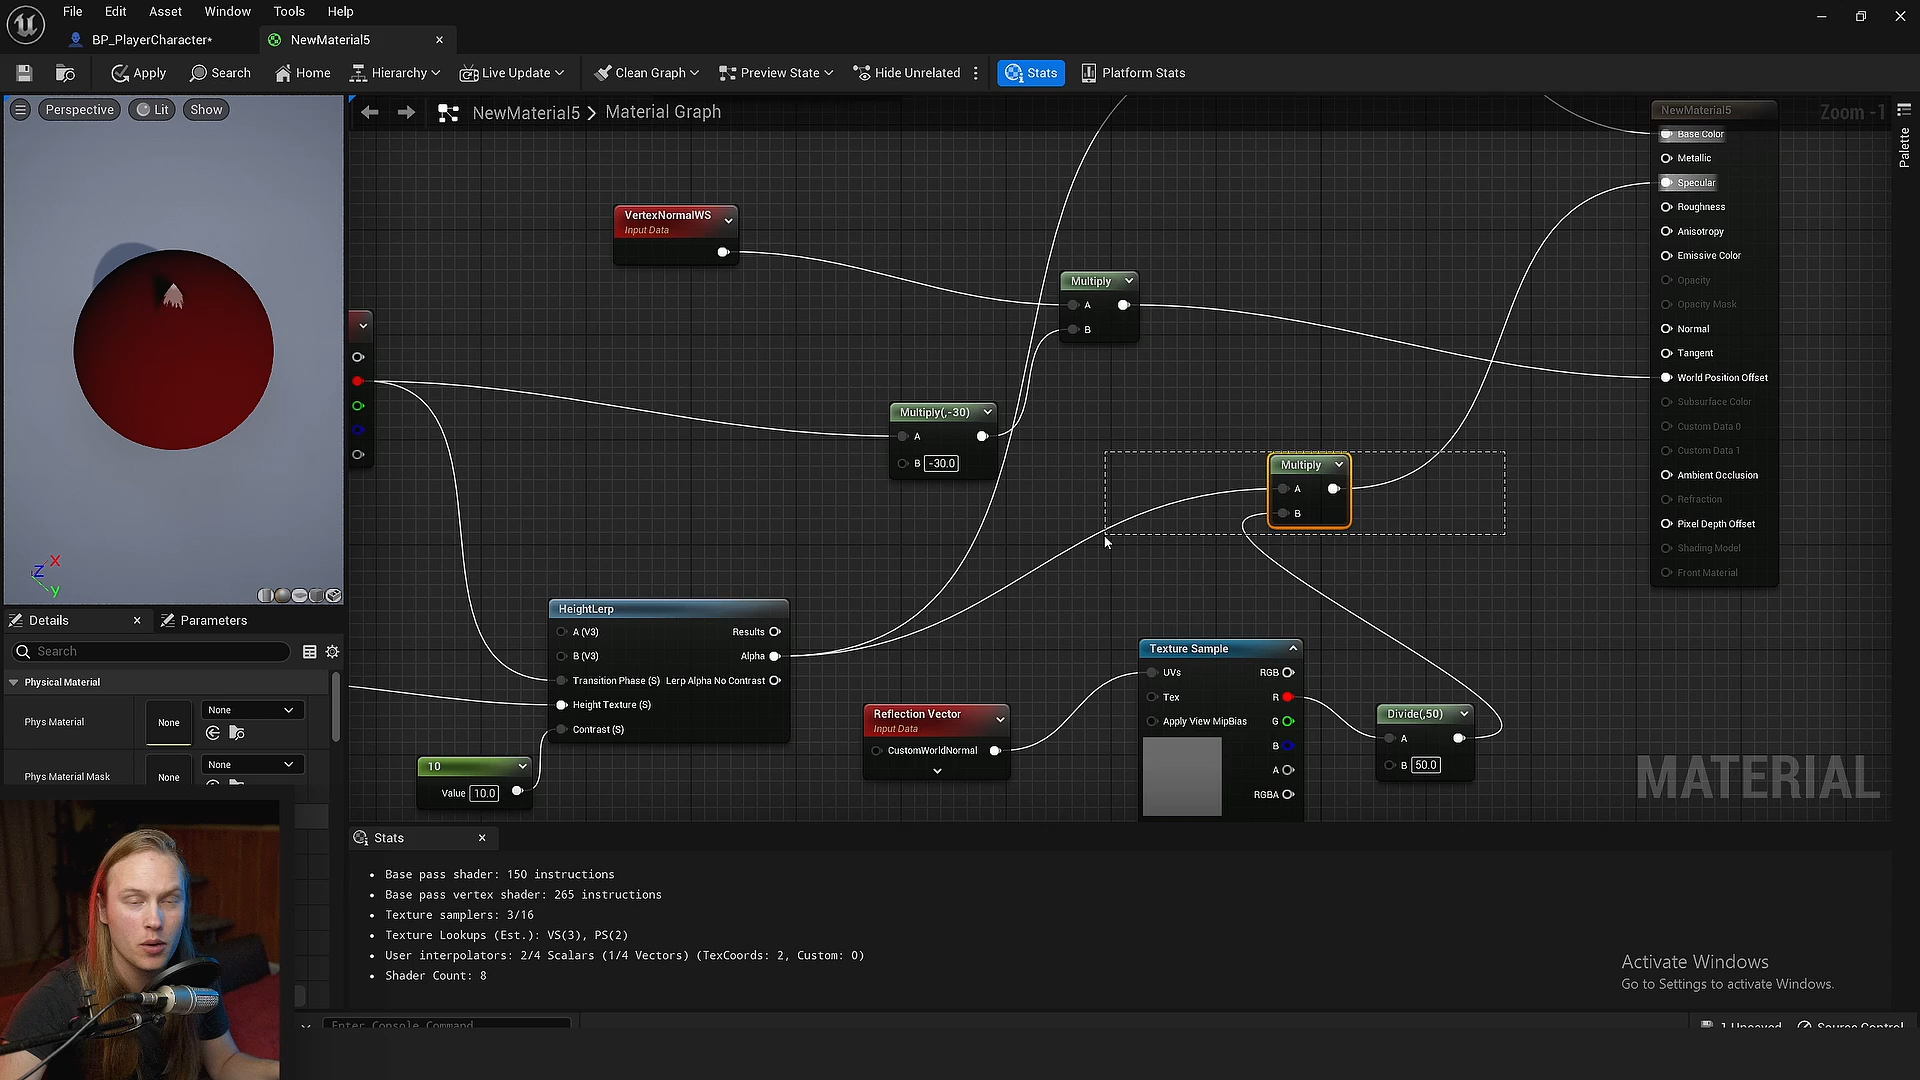 File Edit Asset Window Tools Help
BP_PlayerCharacter*
NewMaterial5
Apply
Search
Home
Hierarchy
Live Update
Clean Graph
Preview State
Hide Unrelated
Stats
Platform Stats
Perspective
Lit
Show
NewMaterial5 > Material Graph
Zoom -1
Palette
NewMaterial5
Base Color
Metallic
Specular
Roughness
Anisotropy
Emissive Color
Opacity
Opacity Mask
Normal
Tangent
World Position Offset
Subsurface Color
Custom Data 0
Custom Data 1
Ambient Occlusion
Refraction
Pixel Depth Offset
Shading Model
Front Material
VertexNormalWS
Input Data
Multiply
A
B
Multiply(,-30)
A
B -30.0
Multiply
A
B
HeightLerp
A (V3)
Results
B (V3)
Alpha
Transition Phase (S)
Lerp Alpha No Contrast
Height Texture (S)
Contrast (S)
10
Value 10.0
Reflection Vector
Input Data
CustomWorldNormal
Texture Sample
UVs
RGB
Tex
R
Apply View MipBias
G
B
A
RGBA
Divide(,50)
A
B 50.0
MATERIAL
X
Z
Y
Details
Parameters
Search
Physical Material
Phys Material
None
None
Phys Material Mask
None
None
Stats
Base pass shader: 150 instructions
Base pass vertex shader: 265 instructions
Texture samplers: 3/16
Texture Lookups (Est.): VS(3), PS(2)
User interpolators: 2/4 Scalars (1/4 Vectors) (TexCoords: 2, Custom: 0)
Shader Count: 8
Activate Windows
Go to Settings to activate Windows.
Enter Console Command
1 Unsaved
Source Control